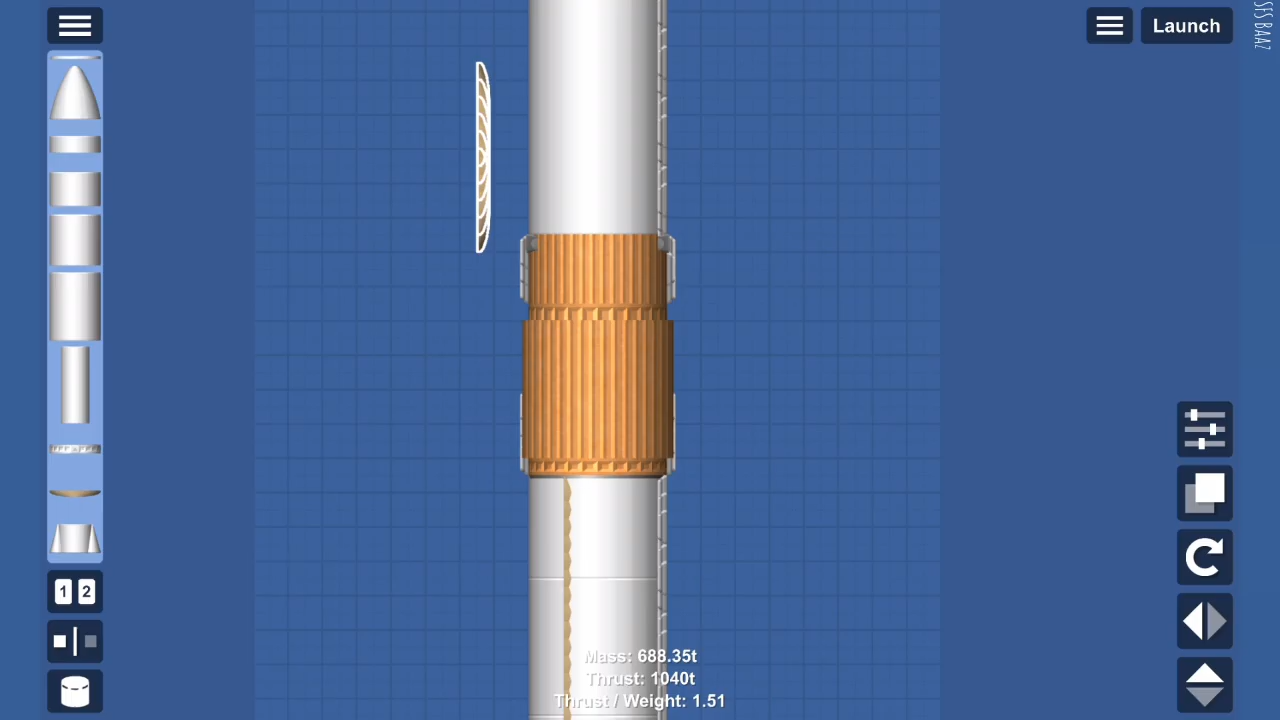 Launch
SFS BAAZ
1 2
Mass: 688.35t
Thrust: 1040t
Thrust / Weight: 1.51